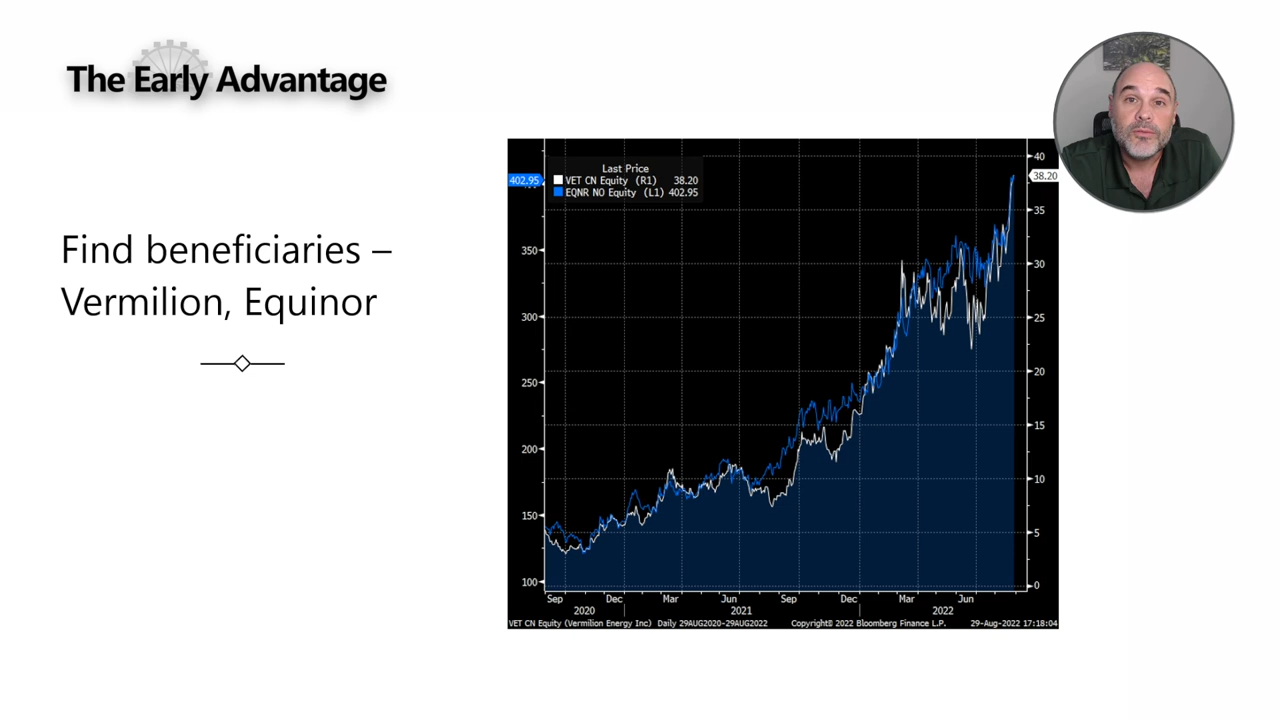 The Early Advantage
Find beneficiaries –
Vermilion, Equinor
Last Price
VET CN Equity (R1) 38.20
EQNR NO Equity (L1) 402.95
402.95
350
300
250
200
150
100
40
38.20
35
30
25
20
15
10
5
0
Sep Dec Mar Jun Sep Dec Mar Jun
2020 2021 2022
VET CN Equity (Vermilion Energy Inc) Daily 29AUG2020-29AUG2022 Copyright© 2022 Bloomberg Finance L.P. 29-Aug-2022 17:18:04